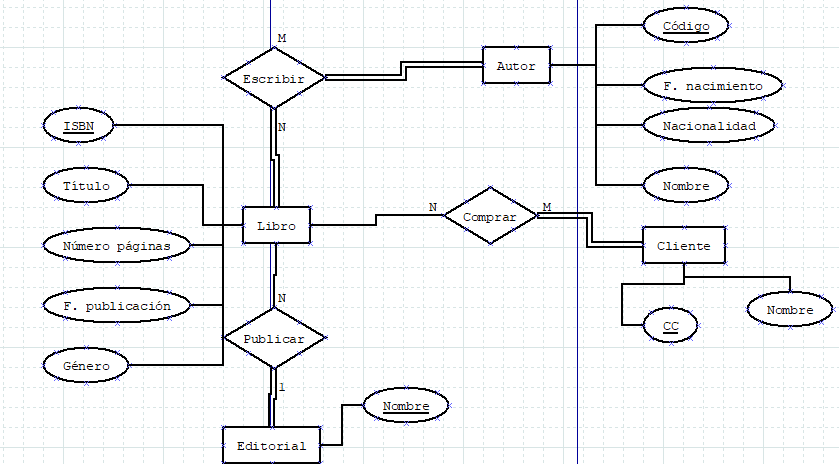 Código
M
Autor
Escribir
F. nacimiento
ISBN
N
Nacionalidad
Título
Nombre
N
M
Libro
Comprar
Número páginas
Cliente
N
F. publicación
Nombre
CC
Publicar
Género
1
Nombre
Editorial